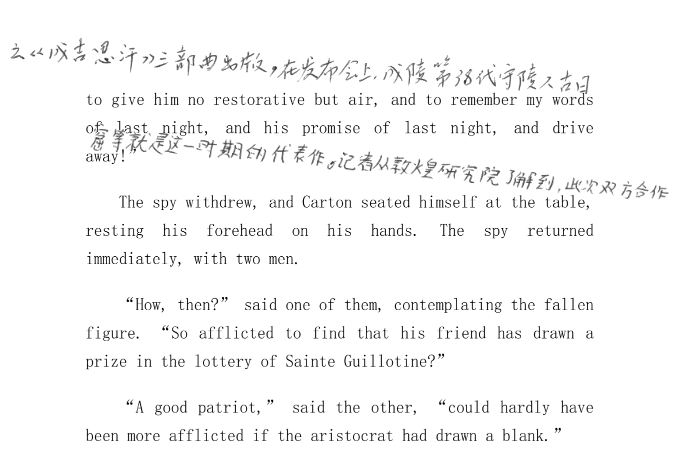 之《成吉思汗》三部曲出版，在发布会上，成陵第38代守陵人吉日
to give him no restorative but air, and to remember my words
of last night, and his promise of last night, and drive
窟等就是这一时期的代表作。记者从敦煌研究院了解到，此次双方合作
away!”
The spy withdrew, and Carton seated himself at the table,
resting his forehead on his hands. The spy returned
immediately, with two men.
“How, then?” said one of them, contemplating the fallen
figure. “So afflicted to find that his friend has drawn a
prize in the lottery of Sainte Guillotine?”
“A good patriot,” said the other, “could hardly have
been more afflicted if the aristocrat had drawn a blank.”